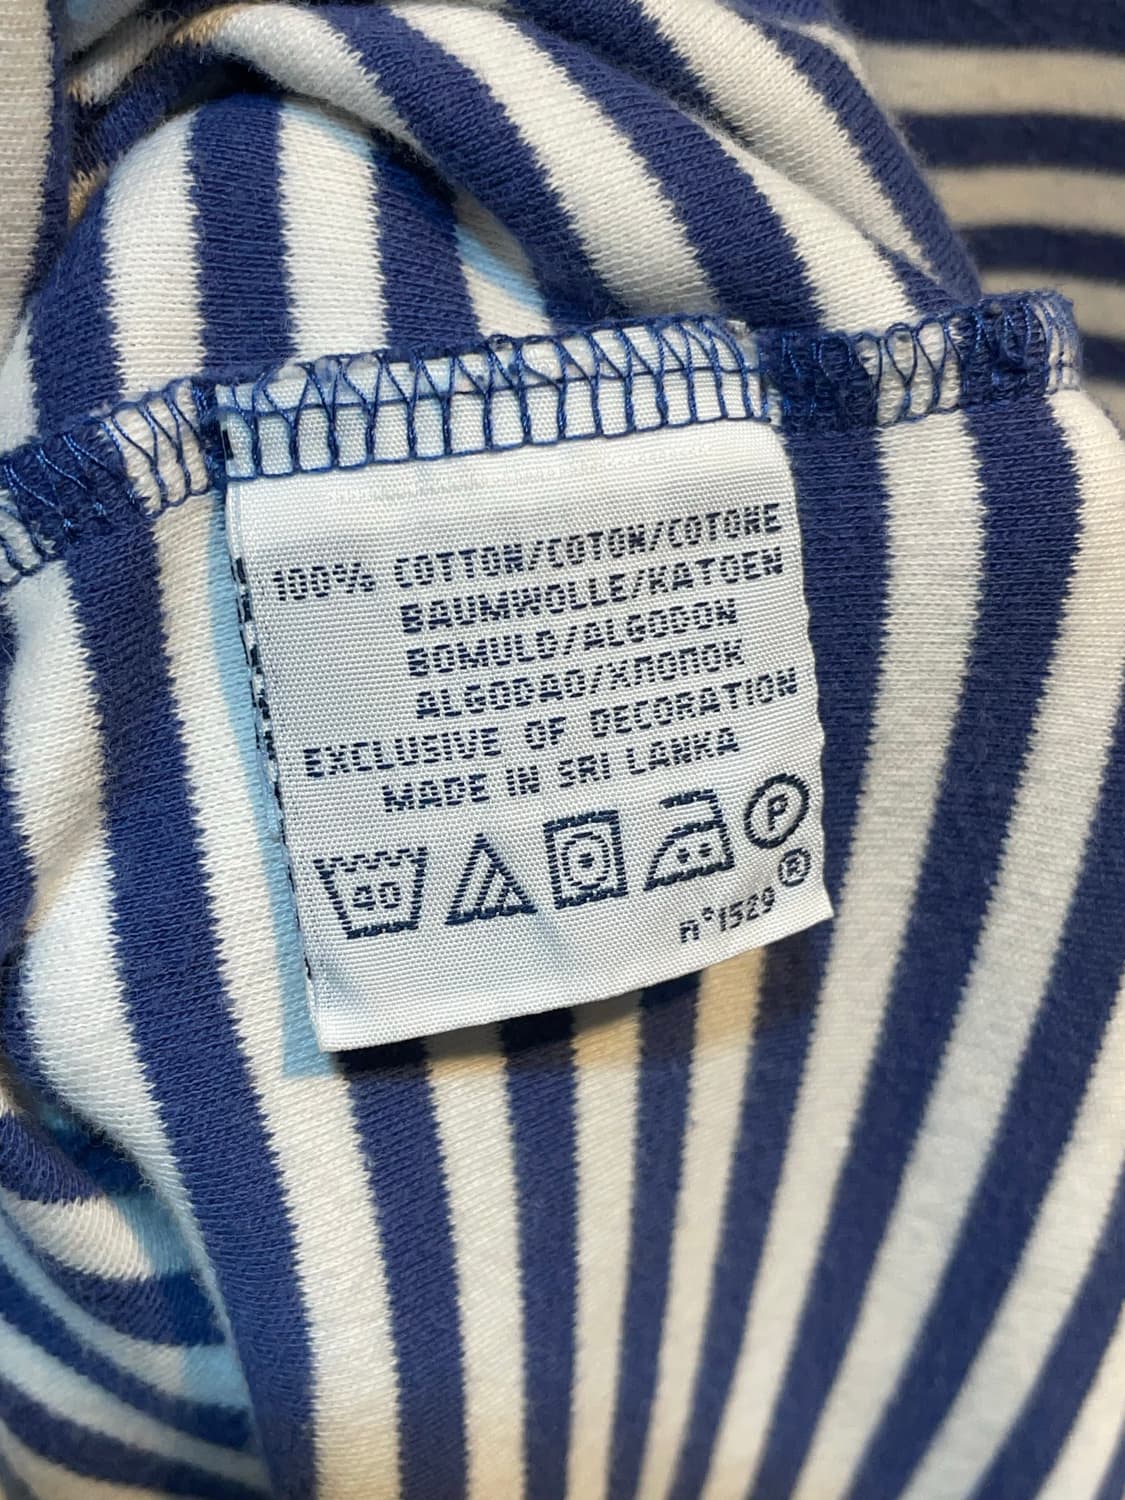 100% COTTON/COTON/COTONE
BAUMWOLLE/KATOEN
BOMULD/ALGODON
ALGODAO/ХЛОПОК
EXCLUSIVE OF DECORATION
MADE IN SRI LANKA
40
P
n°1529 ®